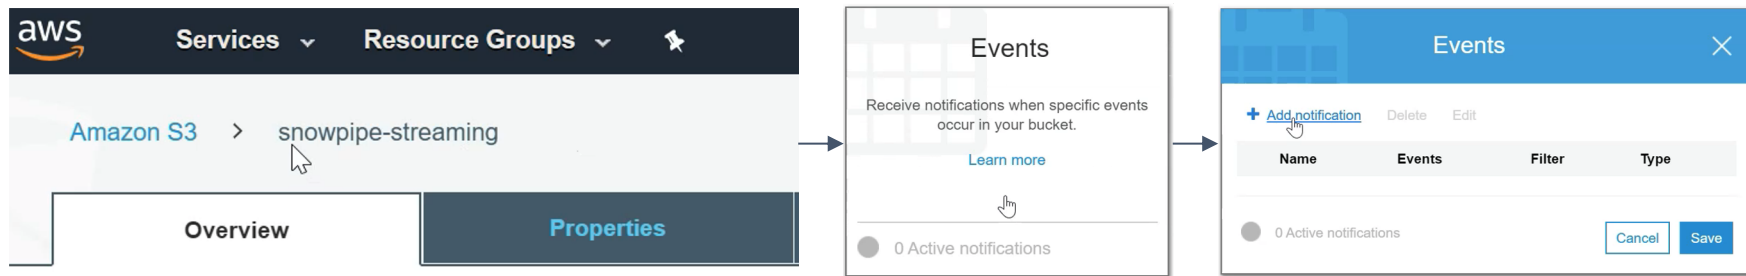 aws
Services
Resource Groups
Amazon S3 > snowpipe-streaming
Overview
Properties
Events
Receive notifications when specific events
occur in your bucket.
Learn more
0 Active notifications
Events
+ Add notification
Delete
Edit
Name
Events
Filter
Type
0 Active notifications
Cancel
Save